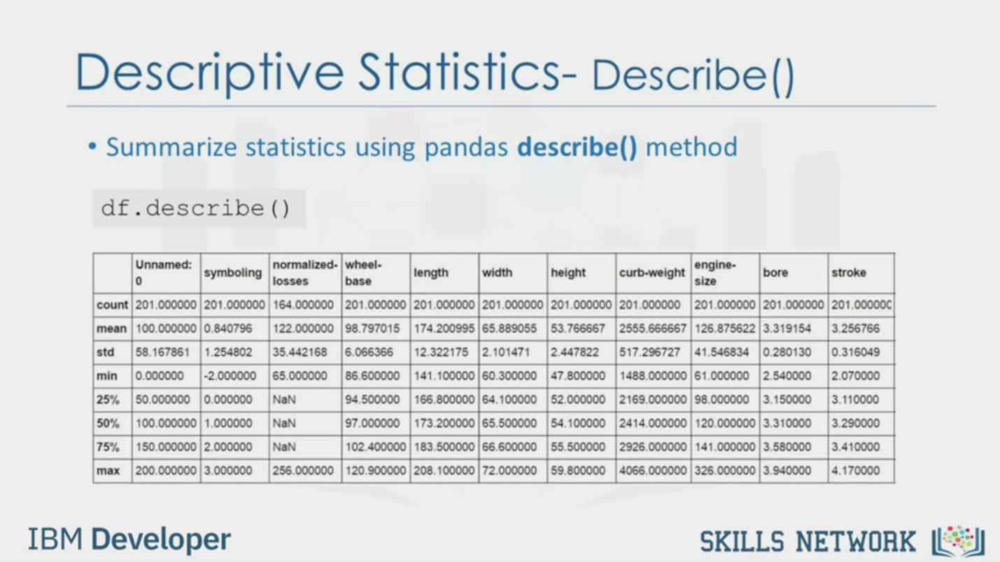 Descriptive Statistics- Describe()
• Summarize statistics using pandas describe() method
df.describe()
Unnamed: 0 symboling normalized-losses wheel-base length width height curb-weight engine-size bore stroke
count 201.000000 201.000000 164.000000 201.000000 201.000000 201.000000 201.000000 201.000000 201.000000 201.000000 201.000000
mean 100.000000 0.840796 122.000000 98.797015 174.200995 65.889055 53.766667 2555.666667 126.875622 3.319154 3.256766
std 58.167861 1.254802 35.442168 6.066366 12.322175 2.101471 2.447822 517.296727 41.546834 0.280130 0.316049
min 0.000000 -2.000000 65.000000 86.600000 141.100000 60.300000 47.800000 1488.000000 61.000000 2.540000 2.070000
25% 50.000000 0.000000 NaN 94.500000 166.800000 64.100000 52.000000 2169.000000 98.000000 3.150000 3.110000
50% 100.000000 1.000000 NaN 97.000000 173.200000 65.500000 54.100000 2414.000000 120.000000 3.310000 3.290000
75% 150.000000 2.000000 NaN 102.400000 183.500000 66.600000 55.500000 2926.000000 141.000000 3.580000 3.410000
max 200.000000 3.000000 256.000000 120.900000 208.100000 72.000000 59.800000 4066.000000 326.000000 3.940000 4.170000
IBM Developer
SKILLS NETWORK